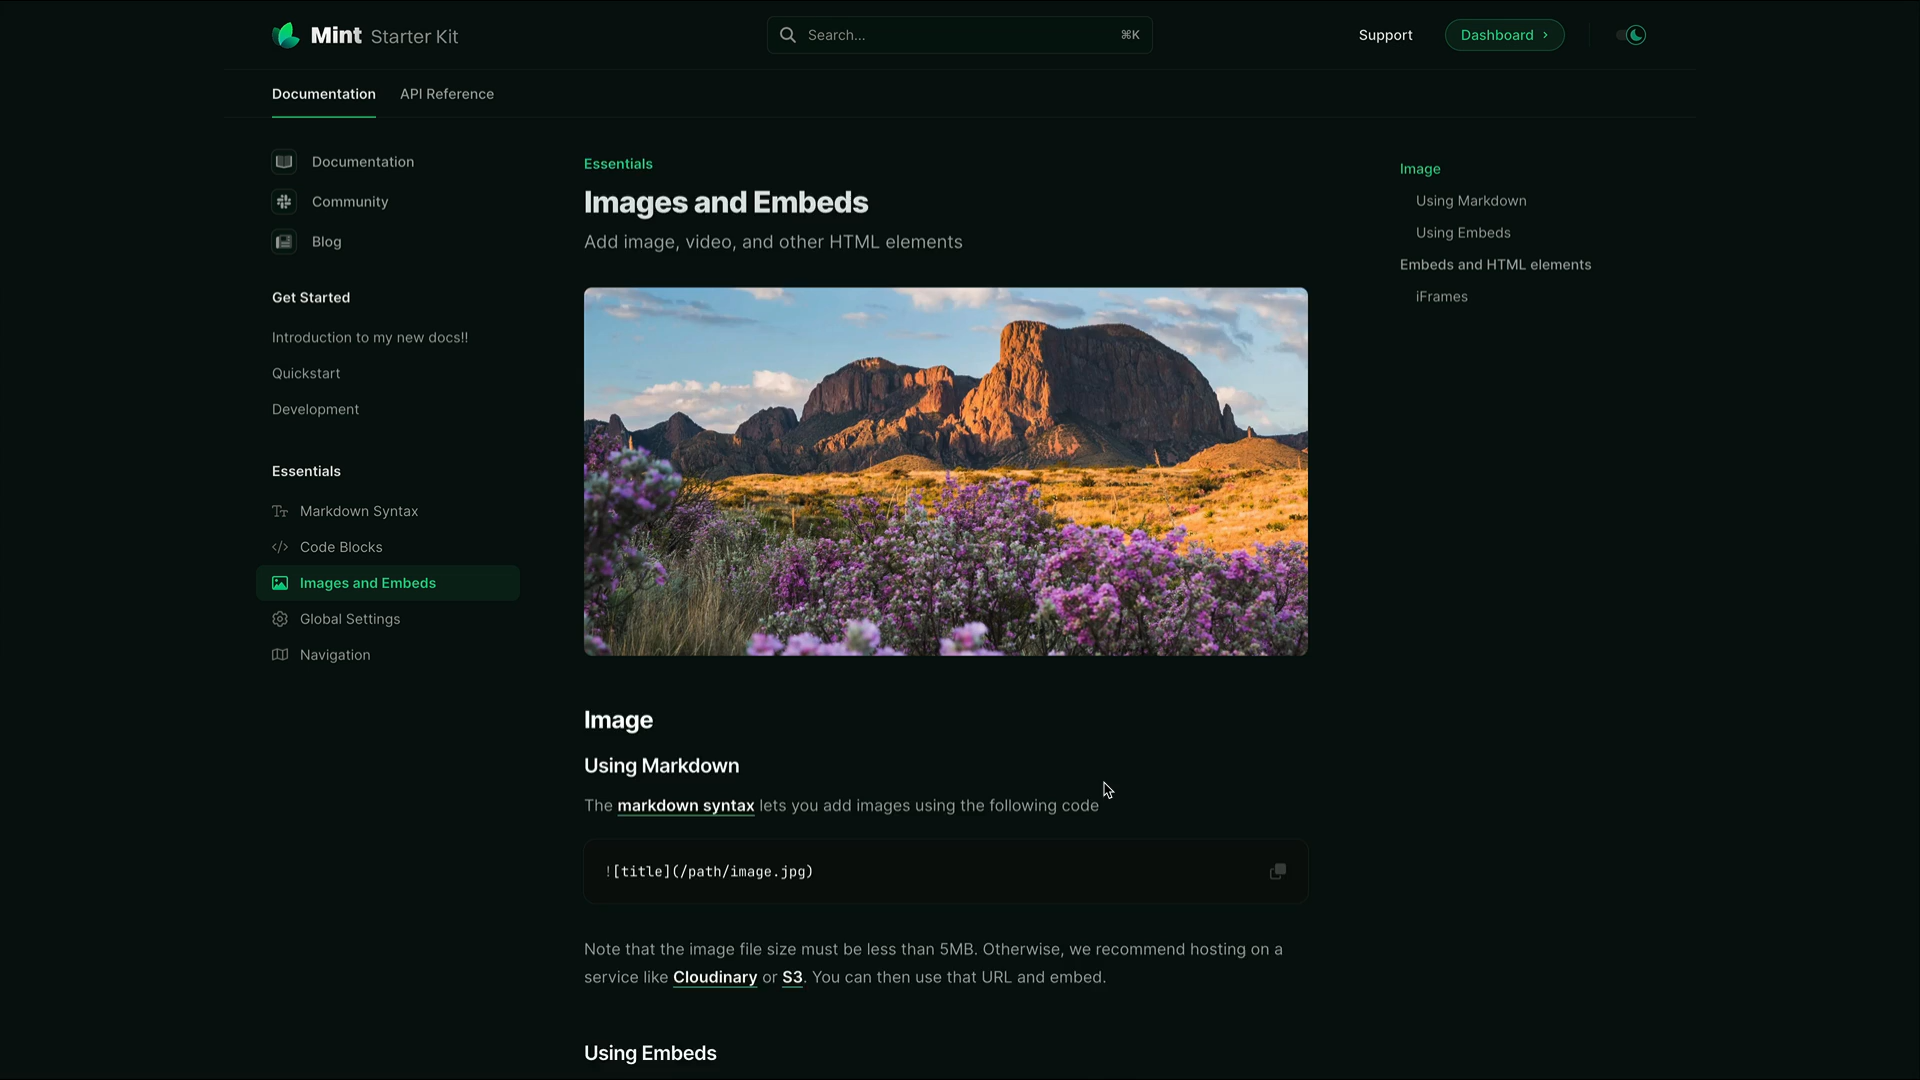 Mint Starter Kit
Search...
⌘K
Support
Dashboard ›
Documentation
API Reference
Documentation
Community
Blog
Get Started
Introduction to my new docs!!
Quickstart
Development
Essentials
Markdown Syntax
Code Blocks
Images and Embeds
Global Settings
Navigation
Essentials
Images and Embeds
Add image, video, and other HTML elements
Image
Using Markdown
The markdown syntax lets you add images using the following code
![title](/path/image.jpg)
Note that the image file size must be less than 5MB. Otherwise, we recommend hosting on a
service like Cloudinary or S3. You can then use that URL and embed.
Using Embeds
Image
Using Markdown
Using Embeds
Embeds and HTML elements
iFrames